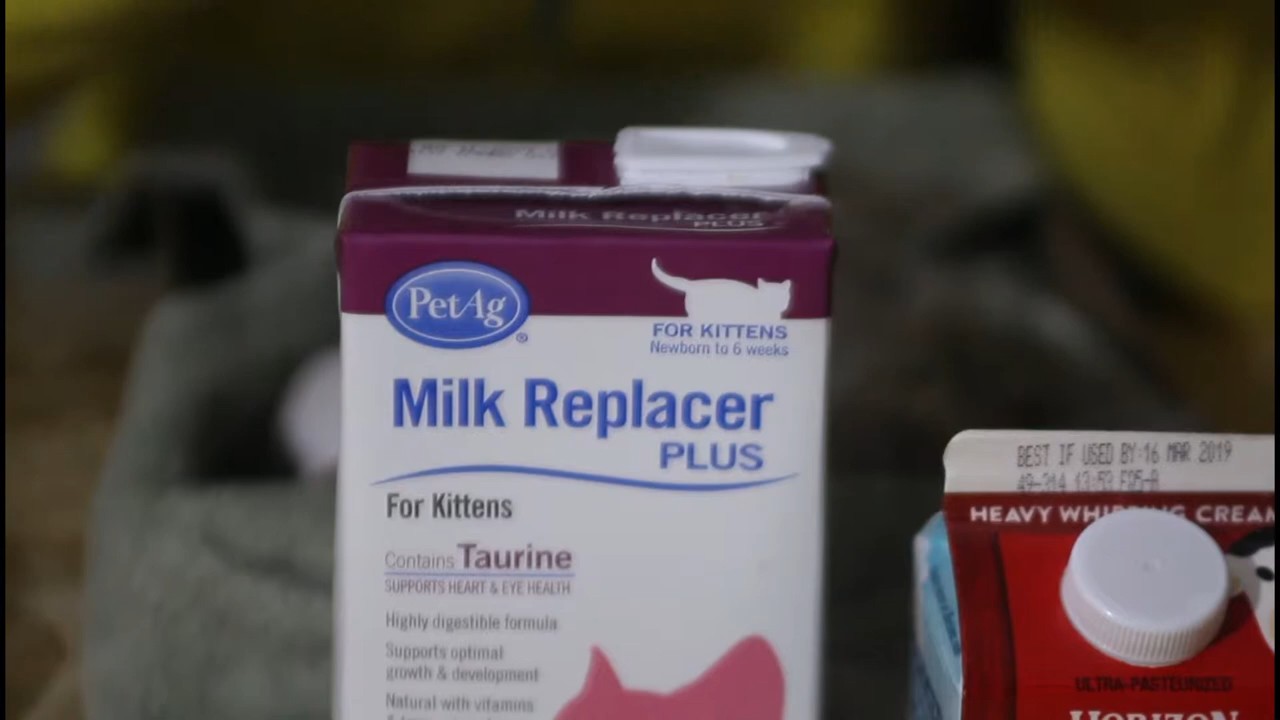 Milk Replacer
PLUS
PetAg
®
FOR KITTENS
Newborn to 6 weeks
Milk Replacer
PLUS
For Kittens
Contains Taurine
SUPPORTS HEART & EYE HEALTH
Highly digestible formula
Supports optimal
growth & development
Natural with vitamins
BEST IF USED BY:16 MAR 2019
HEAVY WHIPPING CREAM
ULTRA-PASTEURIZED
HORIZON